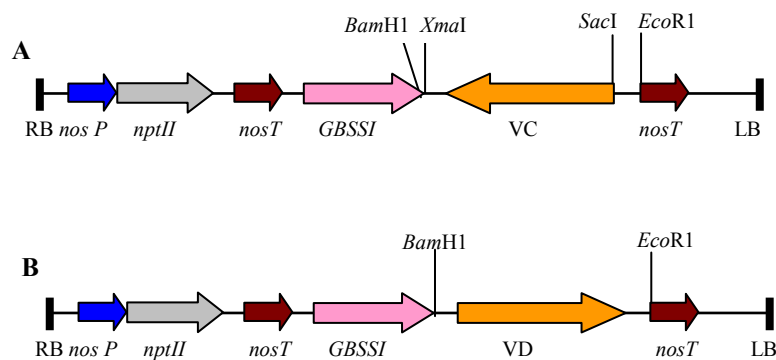 BamH1 XmaI SacI EcoR1
A
RB nos P nptII nosT GBSSI VC nosT LB
BamH1 EcoR1
B
RB nos P nptII nosT GBSSI VD nosT LB